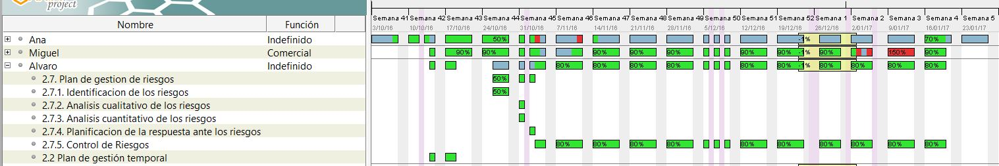 project
Semana 41 Semana 42 Semana 43 Semana 44 Semana 45 Semana 46 Semana 47 Semana 48 Semana 49 Semana 50 Semana 51 Semana 52 Semana 1 Semana 2 Semana 3 Semana 4 Semana 5
Nombre Función
3/10/16 10/10/16 17/10/16 24/10/16 31/10/16 7/11/16 14/11/16 21/11/16 28/11/16 5/12/16 12/12/16 19/12/16 26/12/16 2/01/17 9/01/17 16/01/17 23/01/17
Ana Indefinido 50% -1% 70%
Miguel Comercial 90% 90% 90% 90% 90% 90% 90% -1% 90% 150% 90%
Alvaro Indefinido 80% 80% 80% 80% 80% 80% -1% 80% 80% 80% 80%
2.7. Plan de gestion de riesgos 50%
2.7.1. Identificacion de los riesgos 50%
2.7.2. Analisis cualitativo de los riesgos
2.7.3. Analisis cuantitativo de los riesgos
2.7.4. Planificacion de la respuesta ante los riesgos
2.7.5. Control de Riesgos 80% 80% 80% 80% 80% 80% 80% 80% 80% 80%
2.2 Plan de gestión temporal